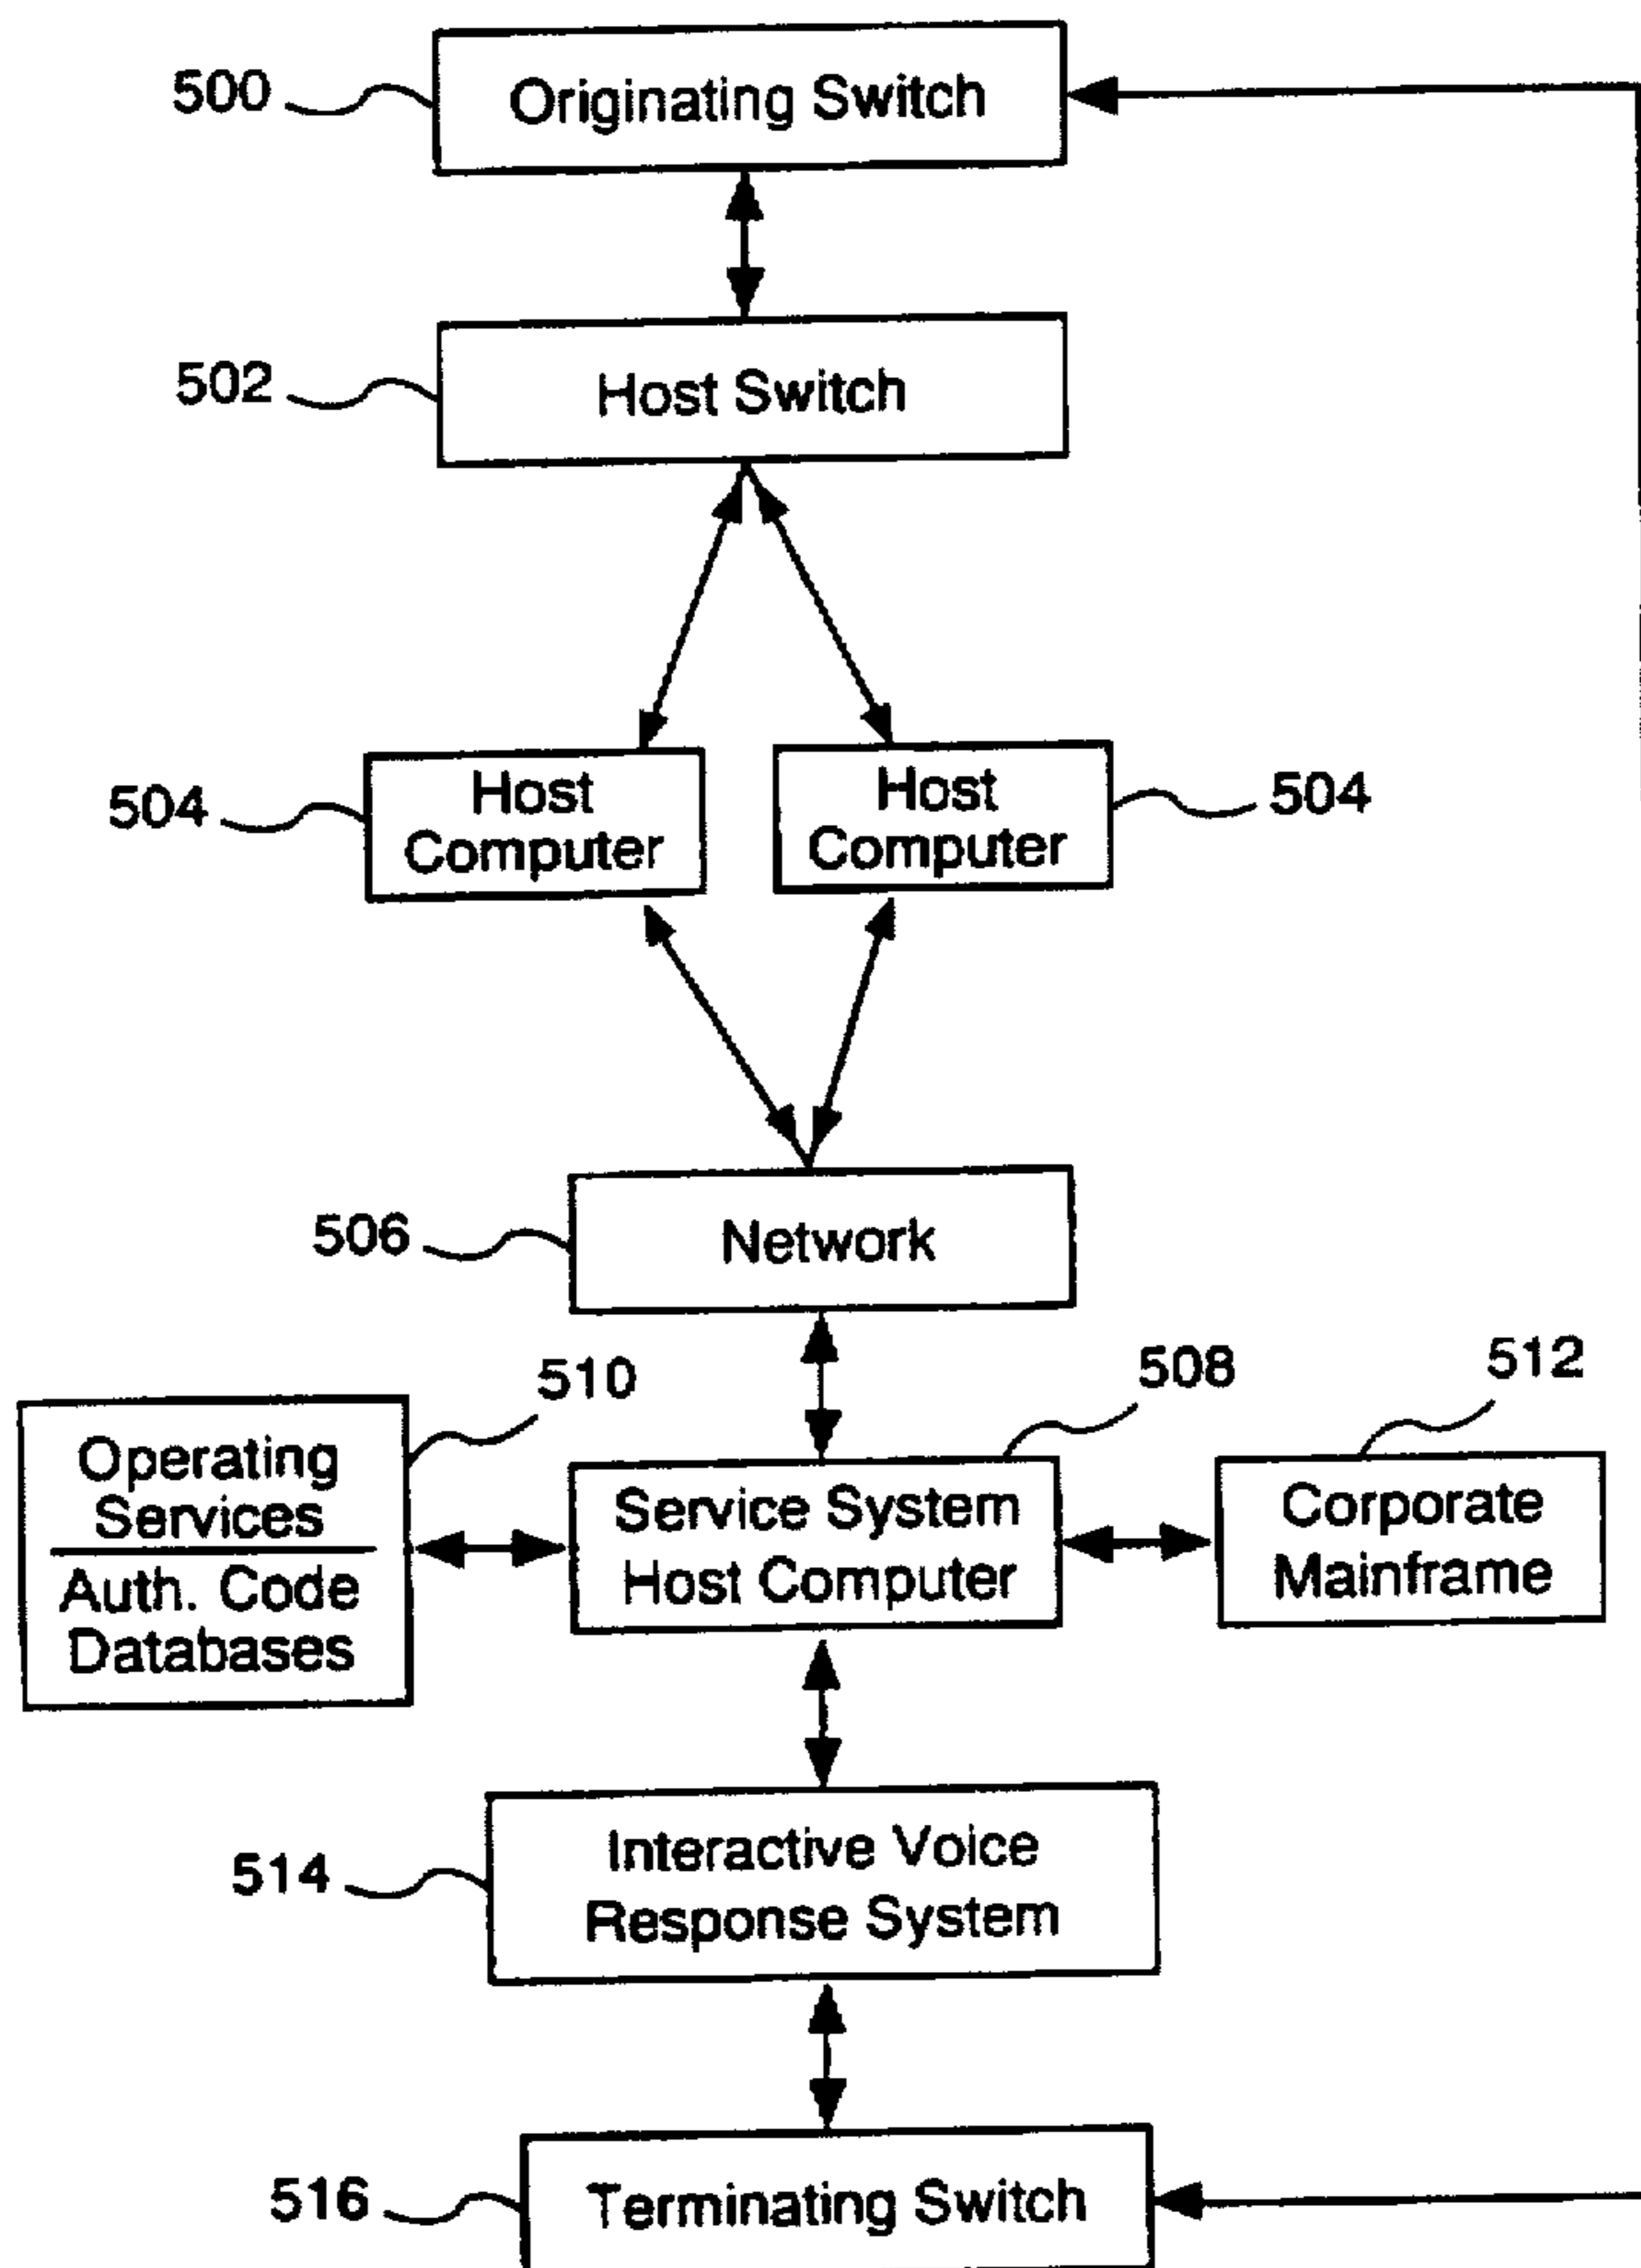 500
Originating Switch
502
Host Switch
504
Host
Computer
Host
Computer
504
506
Network
510
508
512
Operating
Services
Auth. Code
Databases
Service System
Host Computer
Corporate
Mainframe
514
Interactive Voice
Response System
516
Terminating Switch